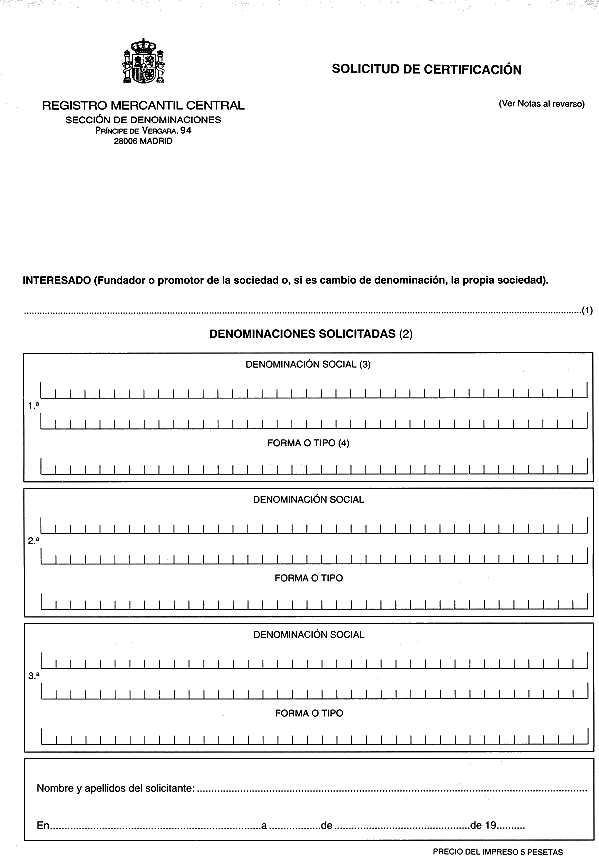 SOLICITUD DE CERTIFICACIÓN
REGISTRO MERCANTIL CENTRAL
SECCIÓN DE DENOMINACIONES
PRÍNCIPE DE VERGARA, 94
28006 MADRID
(Ver Notas al reverso)
INTERESADO (Fundador o promotor de la sociedad o, si es cambio de denominación, la propia sociedad).
(1)
DENOMINACIONES SOLICITADAS (2)
DENOMINACIÓN SOCIAL (3)
1.ª
FORMA O TIPO (4)
DENOMINACIÓN SOCIAL
2.ª
FORMA O TIPO
DENOMINACIÓN SOCIAL
3.ª
FORMA O TIPO
Nombre y apellidos del solicitante:
En a de de 19
PRECIO DEL IMPRESO 5 PESETAS